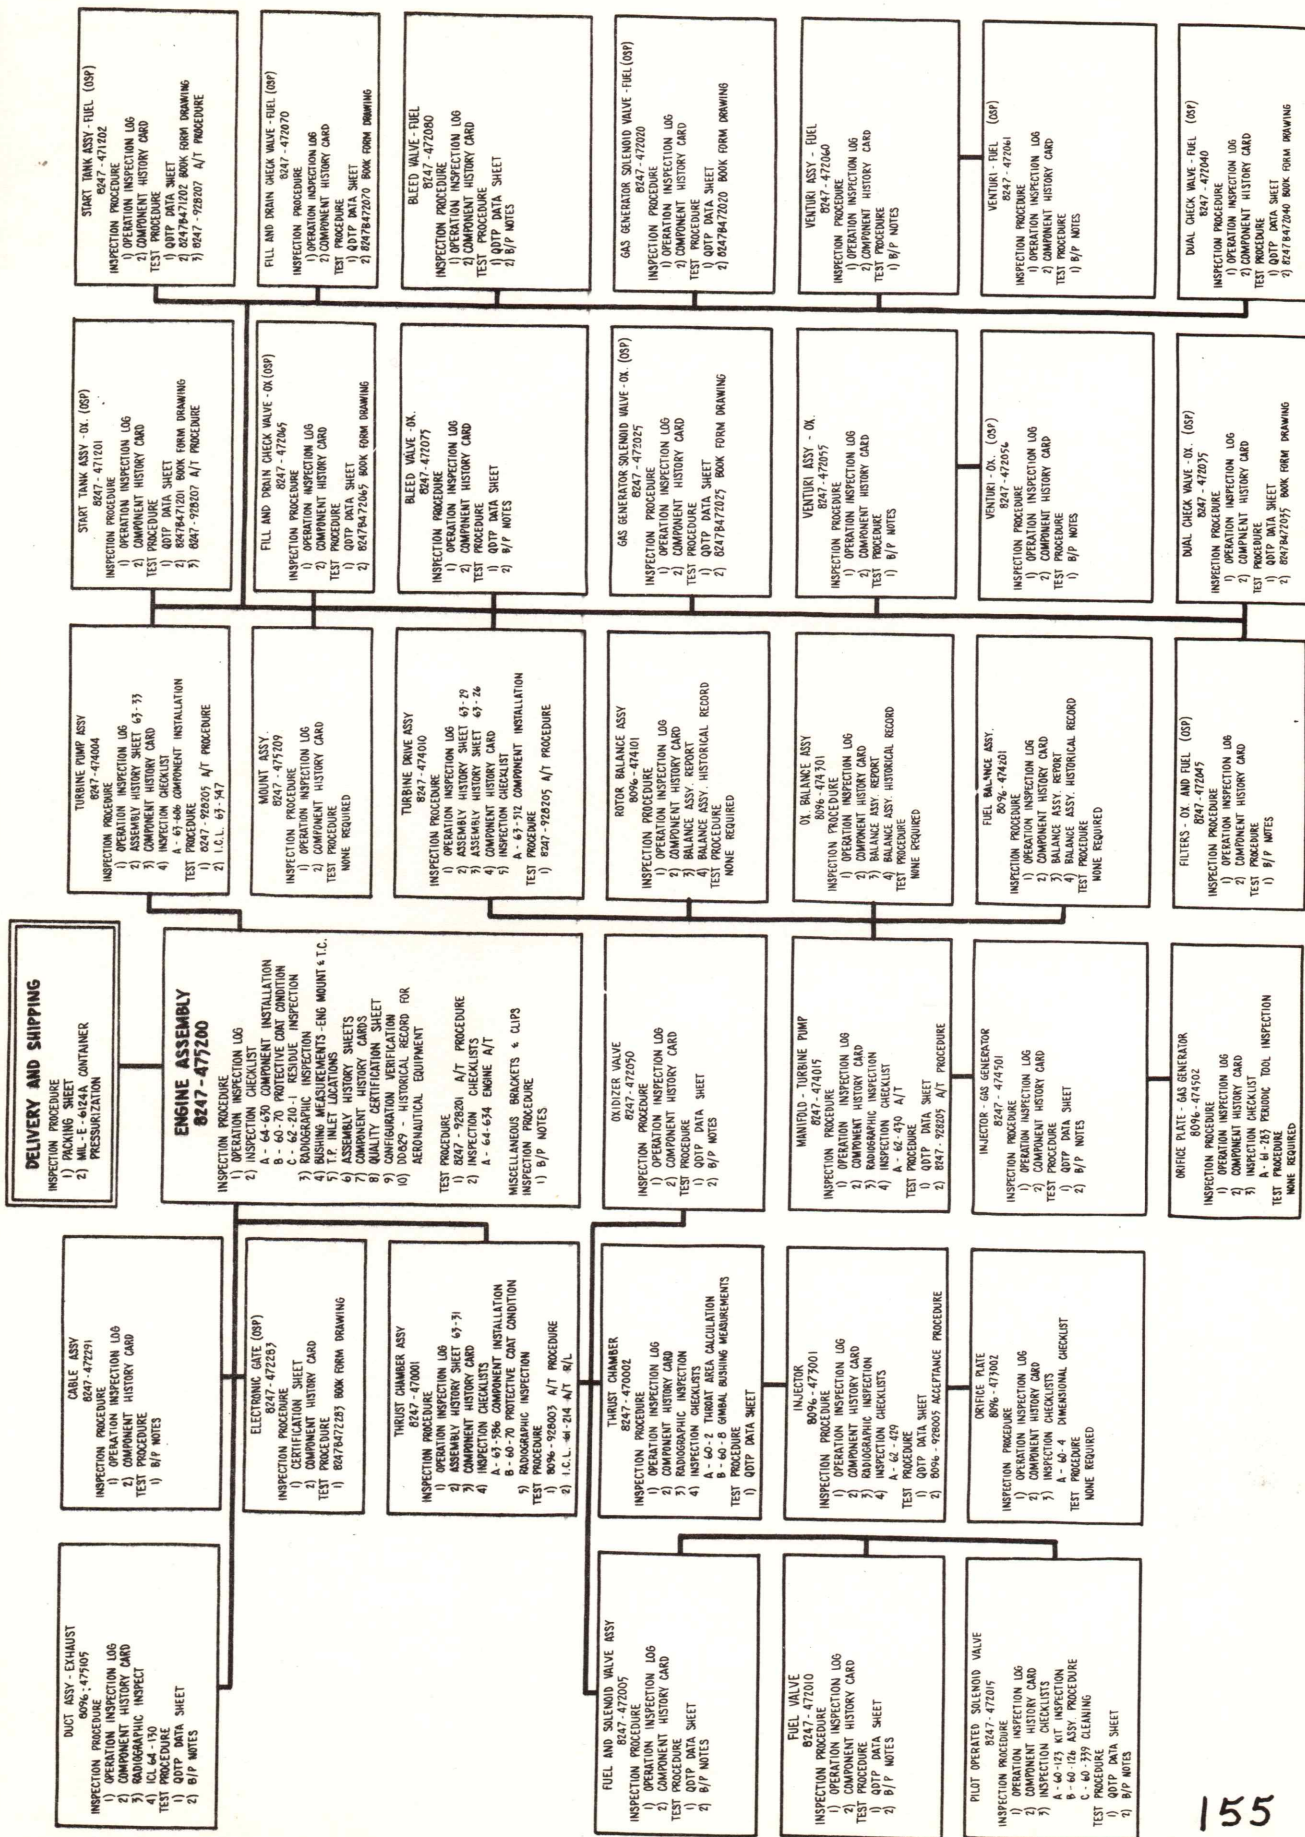 DELIVERY AND SHIPPING
INSPECTION PROCEDURE
1) PACKING SHEET
2) MIL-E-6124A CONTAINER
PRESSURIZATION
ENGINE ASSEMBLY
8247-475200
INSPECTION PROCEDURE
1) OPERATION INSPECTION LOG
2) INSPECTION CHECKLIST
A - 64-630 COMPONENT INSTALLATION
B - 60-70 PROTECTIVE COAT CONDITION
C - 62-210-1 RESIDUE INSPECTION
3) RADIOGRAPHIC INSPECTION
4) BUSHING MEASUREMENTS - ENG MOUNT & T.C.
5) T.P. INLET LOCATIONS
6) ASSEMBLY HISTORY SHEETS
7) COMPONENT HISTORY CARDS
8) QUALITY CERTIFICATION SHEET
9) CONFIGURATION VERIFICATION
10) DD829 - HISTORICAL RECORD FOR
AERONAUTICAL EQUIPMENT
TEST PROCEDURE
1) 8247-928201 A/T PROCEDURE
2) INSPECTION CHECKLISTS
A - 64-634 ENGINE A/T
MISCELLANEOUS BRACKETS & CLIPS
INSPECTION PROCEDURE
1) B/P NOTES
DUCT ASSY - EXHAUST
8096-475105
INSPECTION PROCEDURE
1) OPERATION INSPECTION LOG
2) COMPONENT HISTORY CARD
3) RADIOGRAPHIC INSPECT
4) ICL 64-130
TEST PROCEDURE
1) QDTP DATA SHEET
2) B/P NOTES
CABLE ASSY
8247-472291
INSPECTION PROCEDURE
1) OPERATION INSPECTION LOG
2) COMPONENT HISTORY CARD
TEST PROCEDURE
1) B/P NOTES
ELECTRONIC GATE (OSP)
8247-472283
INSPECTION PROCEDURE
1) CERTIFICATION SHEET
2) COMPONENT HISTORY CARD
TEST PROCEDURE
1) 8247B472283 BOOK FORM DRAWING
THRUST CHAMBER ASSY
8247-470001
INSPECTION PROCEDURE
1) OPERATION INSPECTION LOG
2) ASSEMBLY HISTORY SHEET 63-31
3) COMPONENT HISTORY CARD
4) INSPECTION CHECKLISTS
A - 63-586 COMPONENT INSTALLATION
B - 60-70 PROTECTIVE COAT CONDITION
5) RADIOGRAPHIC INSPECTION
TEST PROCEDURE
1) 8096-928003 A/T PROCEDURE
2) I.C.L. 61-214 A/T R/L
THRUST CHAMBER
8247-470002
INSPECTION PROCEDURE
1) OPERATION INSPECTION LOG
2) COMPONENT HISTORY CARD
3) RADIOGRAPHIC INSPECTION
4) INSPECTION CHECKLISTS
A - 60-2 THROAT AREA CALCULATION
B - 60-8 GIMBAL BUSHING MEASUREMENTS
TEST PROCEDURE
1) QDTP DATA SHEET
INJECTOR
8096-473001
INSPECTION PROCEDURE
1) OPERATION INSPECTION LOG
2) COMPONENT HISTORY CARD
3) RADIOGRAPHIC INSPECTION
4) INSPECTION CHECKLISTS
A - 62-429
TEST PROCEDURE
1) QDTP DATA SHEET
2) 8096-928005 ACCEPTANCE PROCEDURE
ORIFICE PLATE
8096-473002
INSPECTION PROCEDURE
1) OPERATION INSPECTION LOG
2) COMPONENT HISTORY CARD
3) INSPECTION CHECKLISTS
A - 60-4 DIMENSIONAL CHECKLIST
TEST PROCEDURE
NONE REQUIRED
FUEL AND SOLENOID VALVE ASSY
8247-472005
INSPECTION PROCEDURE
1) OPERATION INSPECTION LOG
2) COMPONENT HISTORY CARD
TEST PROCEDURE
1) QDTP DATA SHEET
2) B/P NOTES
FUEL VALVE
8247-472010
INSPECTION PROCEDURE
1) OPERATION INSPECTION LOG
2) COMPONENT HISTORY CARD
TEST PROCEDURE
1) QDTP DATA SHEET
2) B/P NOTES
PILOT OPERATED SOLENOID VALVE
8247-472015
INSPECTION PROCEDURE
1) OPERATION INSPECTION LOG
2) COMPONENT HISTORY CARD
3) INSPECTION CHECKLISTS
A - 60-123 KIT INSPECTION
B - 60-126 ASSY. PROCEDURE
C - 60-339 CLEANING
TEST PROCEDURE
1) QDTP DATA SHEET
2) B/P NOTES
OXIDIZER VALVE
8247-472050
INSPECTION PROCEDURE
1) OPERATION INSPECTION LOG
2) COMPONENT HISTORY CARD
TEST PROCEDURE
1) QDTP DATA SHEET
2) B/P NOTES
MANIFOLD - TURBINE PUMP
8247-474015
INSPECTION PROCEDURE
1) OPERATION INSPECTION LOG
2) COMPONENT HISTORY CARD
3) RADIOGRAPHIC INSPECTION
4) INSPECTION CHECKLIST
A - 62-430 A/T
TEST PROCEDURE
1) QDTP DATA SHEET
2) 8247-928205 A/T PROCEDURE
INJECTOR - GAS GENERATOR
8247-474501
INSPECTION PROCEDURE
1) OPERATION INSPECTION LOG
2) COMPONENT HISTORY CARD
TEST PROCEDURE
1) QDTP DATA SHEET
2) B/P NOTES
ORIFICE PLATE - GAS GENERATOR
8096-474502
INSPECTION PROCEDURE
1) OPERATION INSPECTION LOG
2) COMPONENT HISTORY CARD
3) INSPECTION CHECKLIST
A - 61-283 PERIODIC TOOL INSPECTION
TEST PROCEDURE
NONE REQUIRED
TURBINE PUMP ASSY
8247-474004
INSPECTION PROCEDURE
1) OPERATION INSPECTION LOG
2) ASSEMBLY HISTORY SHEET 63-33
3) COMPONENT HISTORY CARD
4) INSPECTION CHECKLIST
A - 63-606 COMPONENT INSTALLATION
TEST PROCEDURE
1) 8247-928205 A/T PROCEDURE
2) I.C.L. 63-347
MOUNT ASSY.
8247-475209
INSPECTION PROCEDURE
1) OPERATION INSPECTION LOG
2) COMPONENT HISTORY CARD
TEST PROCEDURE
NONE REQUIRED
TURBINE DRIVE ASSY
8247-474010
INSPECTION PROCEDURE
1) OPERATION INSPECTION LOG
2) ASSEMBLY HISTORY SHEET 63-29
3) ASSEMBLY HISTORY SHEET 63-26
4) COMPONENT HISTORY CARD
5) INSPECTION CHECKLIST
A - 63-512 COMPONENT INSTALLATION
TEST PROCEDURE
1) 8247-928205 A/T PROCEDURE
ROTOR BALANCE ASSY
8096-474101
INSPECTION PROCEDURE
1) OPERATION INSPECTION LOG
2) COMPONENT HISTORY CARD
3) BALANCE ASSY. REPORT
4) BALANCE ASSY. HISTORICAL RECORD
TEST PROCEDURE
NONE REQUIRED
OX. BALANCE ASSY
8096-474301
INSPECTION PROCEDURE
1) OPERATION INSPECTION LOG
2) COMPONENT HISTORY CARD
3) BALANCE ASSY. REPORT
4) BALANCE ASSY. HISTORICAL RECORD
TEST PROCEDURE
NONE REQUIRED
FUEL BALANCE ASSY.
8096-474201
INSPECTION PROCEDURE
1) OPERATION INSPECTION LOG
2) COMPONENT HISTORY CARD
3) BALANCE ASSY. REPORT
4) BALANCE ASSY. HISTORICAL RECORD
TEST PROCEDURE
NONE REQUIRED
FILTERS - OX. AND FUEL (OSP)
8247-472045
INSPECTION PROCEDURE
1) OPERATION INSPECTION LOG
2) COMPONENT HISTORY CARD
TEST PROCEDURE
1) B/P NOTES
START TANK ASSY - OX. (OSP)
8247-471201
INSPECTION PROCEDURE
1) OPERATION INSPECTION LOG
2) COMPONENT HISTORY CARD
TEST PROCEDURE
1) QDTP DATA SHEET
2) 8247B471201 BOOK FORM DRAWING
3) 8247-928207 A/T PROCEDURE
FILL AND DRAIN CHECK VALVE - OX (OSP)
8247-472065
INSPECTION PROCEDURE
1) OPERATION INSPECTION LOG
2) COMPONENT HISTORY CARD
TEST PROCEDURE
1) QDTP DATA SHEET
2) 8247B472065 BOOK FORM DRAWING
BLEED VALVE - OX.
8247-472075
INSPECTION PROCEDURE
1) OPERATION INSPECTION LOG
2) COMPONENT HISTORY CARD
TEST PROCEDURE
1) QDTP DATA SHEET
2) B/P NOTES
GAS GENERATOR SOLENOID VALVE - OX. (OSP)
8247-472025
INSPECTION PROCEDURE
1) OPERATION INSPECTION LOG
2) COMPONENT HISTORY CARD
TEST PROCEDURE
1) QDTP DATA SHEET
2) 8247B472025 BOOK FORM DRAWING
VENTURI ASSY - OX.
8247-472055
INSPECTION PROCEDURE
1) OPERATION INSPECTION LOG
2) COMPONENT HISTORY CARD
TEST PROCEDURE
1) B/P NOTES
VENTURI - OX. (OSP)
8247-472056
INSPECTION PROCEDURE
1) OPERATION INSPECTION LOG
2) COMPONENT HISTORY CARD
TEST PROCEDURE
1) B/P NOTES
DUAL CHECK VALVE - OX. (OSP)
8247-472035
INSPECTION PROCEDURE
1) OPERATION INSPECTION LOG
2) COMPNENT HISTORY CARD
TEST PROCEDURE
1) QDTP DATA SHEET
2) 8247B472035 BOOK FORM DRAWING
START TANK ASSY - FUEL (OSP)
8247-471202
INSPECTION PROCEDURE
1) OPERATION INSPECTION LOG
2) COMPONENT HISTORY CARD
TEST PROCEDURE
1) QDTP DATA SHEET
2) 8247B471202 BOOK FORM DRAWING
3) 8247-928207 A/T PROCEDURE
FILL AND DRAIN CHECK VALVE - FUEL (OSP)
8247-472070
INSPECTION PROCEDURE
1) OPERATION INSPECTION LOG
2) COMPONENT HISTORY CARD
TEST PROCEDURE
1) QDTP DATA SHEET
2) 8247B472070 BOOK FORM DRAWING
BLEED VALVE - FUEL
8247-472080
INSPECTION PROCEDURE
1) OPERATION INSPECTION LOG
2) COMPONENT HISTORY CARD
TEST PROCEDURE
1) QDTP DATA SHEET
2) B/P NOTES
GAS GENERATOR SOLENOID VALVE - FUEL (OSP)
8247-472020
INSPECTION PROCEDURE
1) OPERATION INSPECTION LOG
2) COMPONENT HISTORY CARD
TEST PROCEDURE
1) QDTP DATA SHEET
2) 8247B472020 BOOK FORM DRAWING
VENTURI ASSY - FUEL
8247-472060
INSPECTION PROCEDURE
1) OPERATION INSPECTION LOG
2) COMPONENT HISTORY CARD
TEST PROCEDURE
1) B/P NOTES
VENTURI - FUEL (OSP)
8247-472061
INSPECTION PROCEDURE
1) OPERATION INSPECTION LOG
2) COMPONENT HISTORY CARD
TEST PROCEDURE
1) B/P NOTES
DUAL CHECK VALVE - FUEL (OSP)
8247-472040
INSPECTION PROCEDURE
1) OPERATION INSPECTION LOG
2) COMPONENT HISTORY CARD
TEST PROCEDURE
1) QDTP DATA SHEET
2) 8247B472040 BOOK FORM DRAWING
155